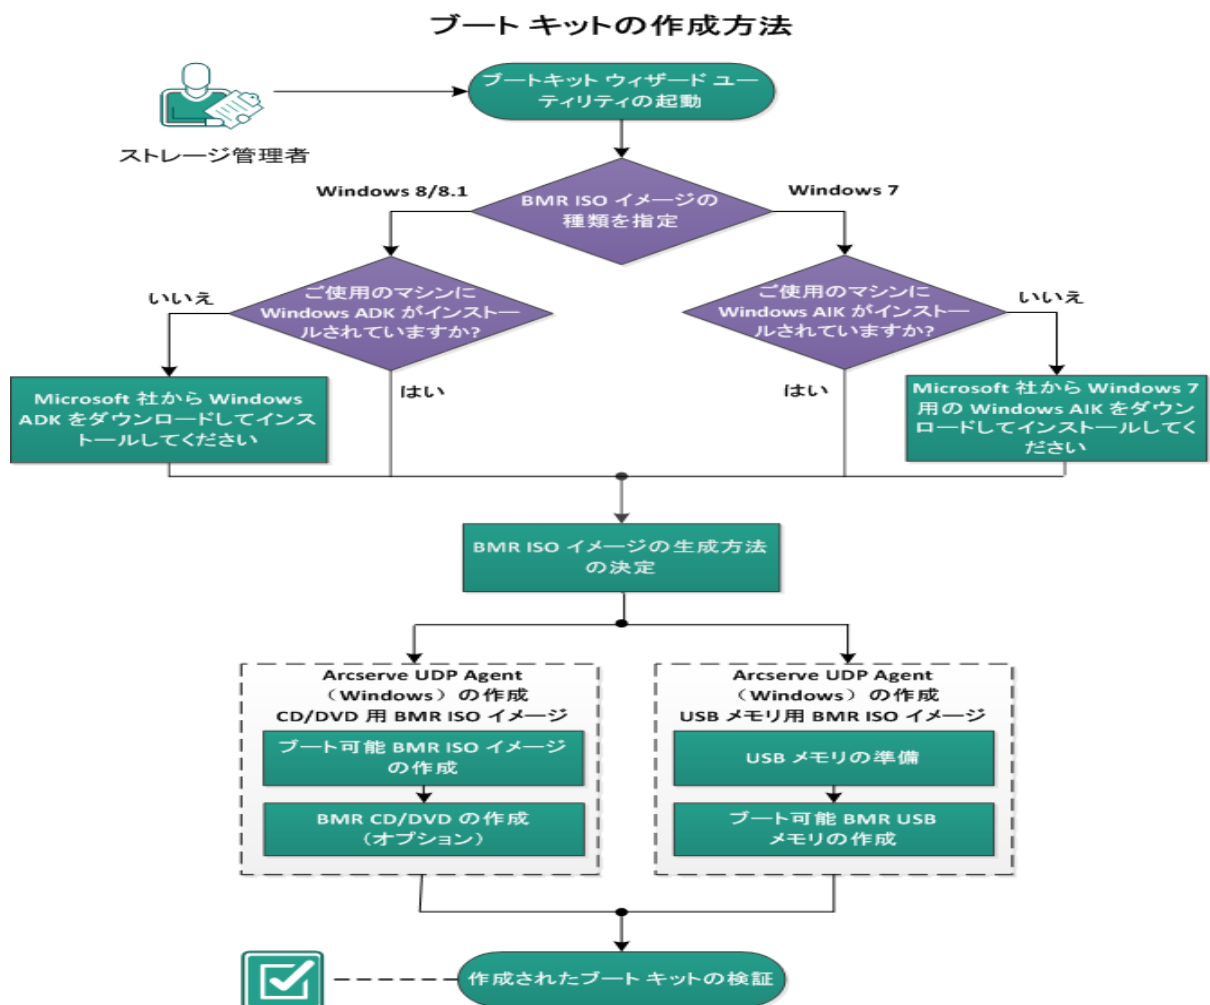 ブート キットの作成方法
ブートキット ウィザード ユー
ティリティの起動
ストレージ管理者
Windows 8/8.1
Windows 7
BMR ISO イメージの
種類を指定
ご使用のマシンに
Windows ADK がインストー
ルされていますか?
いいえ
はい
ご使用のマシンに
Windows AIK がインストー
ルされていますか?
いいえ
はい
Microsoft 社から Windows
ADK をダウンロードしてインス
トールしてください
Microsoft 社から Windows 7
用の Windows AIK をダウン
ロードしてインストールしてく
ださい
BMR ISO イメージの生成方法
の決定
Arcserve UDP Agent
（Windows）の作成
CD/DVD 用 BMR ISO イメージ
ブート可能 BMR ISO イメージ
の作成
BMR CD/DVD の作成
（オプション）
Arcserve UDP Agent
（Windows）の作成
USB メモリ用 BMR ISO イメージ
USB メモリの準備
ブート可能 BMR USB
メモリの作成
作成されたブート キットの検証